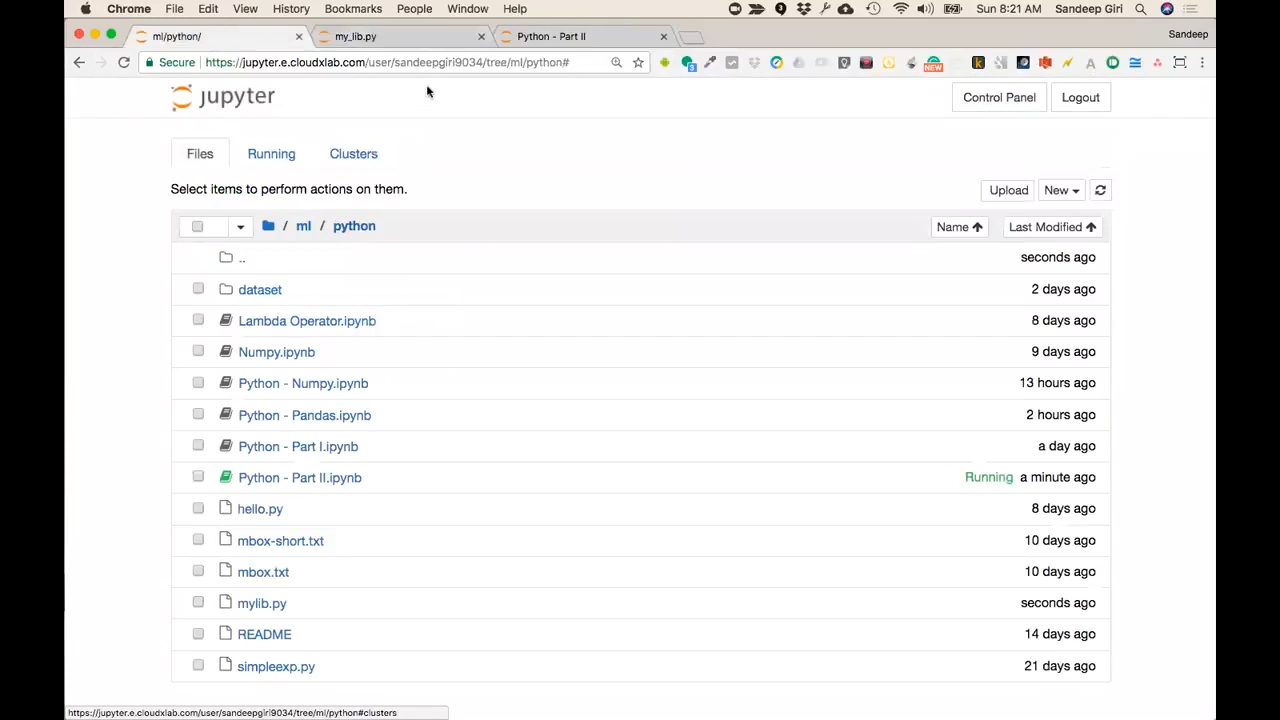 Chrome File Edit View History Bookmarks People Window Help Sun 8:21 AM Sandeep Giri
ml/python/ my_lib.py Python - Part II Sandeep
Secure https://jupyter.e.cloudxlab.com/user/sandeepgiri9034/tree/ml/python#
jupyter Control Panel Logout
Files Running Clusters
Select items to perform actions on them. Upload New
/ ml / python Name Last Modified
.. seconds ago
dataset 2 days ago
Lambda Operator.ipynb 8 days ago
Numpy.ipynb 9 days ago
Python - Numpy.ipynb 13 hours ago
Python - Pandas.ipynb 2 hours ago
Python - Part I.ipynb a day ago
Python - Part II.ipynb Running a minute ago
hello.py 8 days ago
mbox-short.txt 10 days ago
mbox.txt 10 days ago
mylib.py seconds ago
README 14 days ago
simpleexp.py 21 days ago
https://jupyter.e.cloudxlab.com/user/sandeepgiri9034/tree/ml/python#clusters